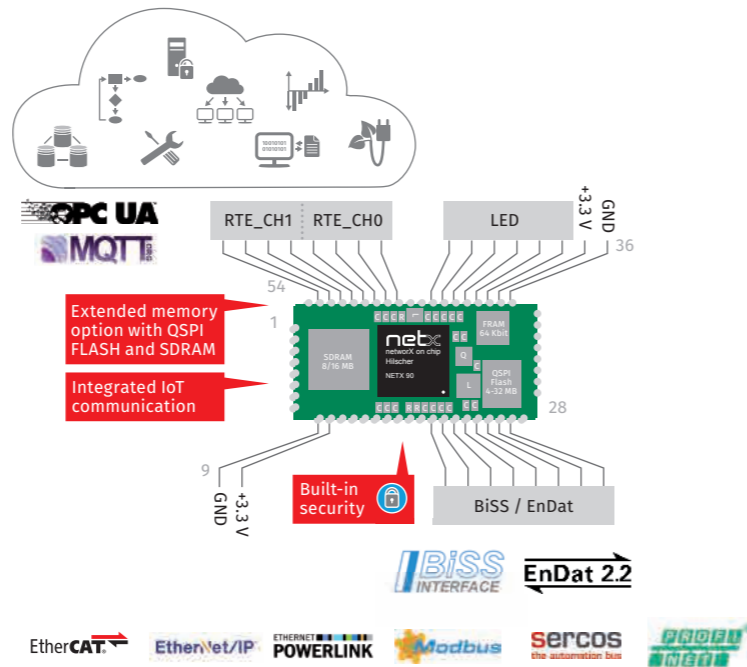 10010101
01010101
OPC UA
MQTT.ORG
RTE_CH1 RTE_CH0
LED
+3.3 V
GND
36
54
1
Extended memory
option with QSPI
FLASH and SDRAM
Integrated IoT
communication
C C C R L C C C C C
SDRAM
8/16 MB
netx
networX on chip
Hilscher
NETX 90
FRAM
64 Kbit
C C
Q
C
L
QSPI
Flash
4-32 MB
C C C R R C C C C
C C
28
9
GND
+3.3 V
Built-in
security
BiSS / EnDat
BiSS
INTERFACE
EnDat 2.2
EtherCAT
EtherNet/IP
ETHERNET
POWERLINK
Modbus
sercos
the automation bus
PROFI
NET